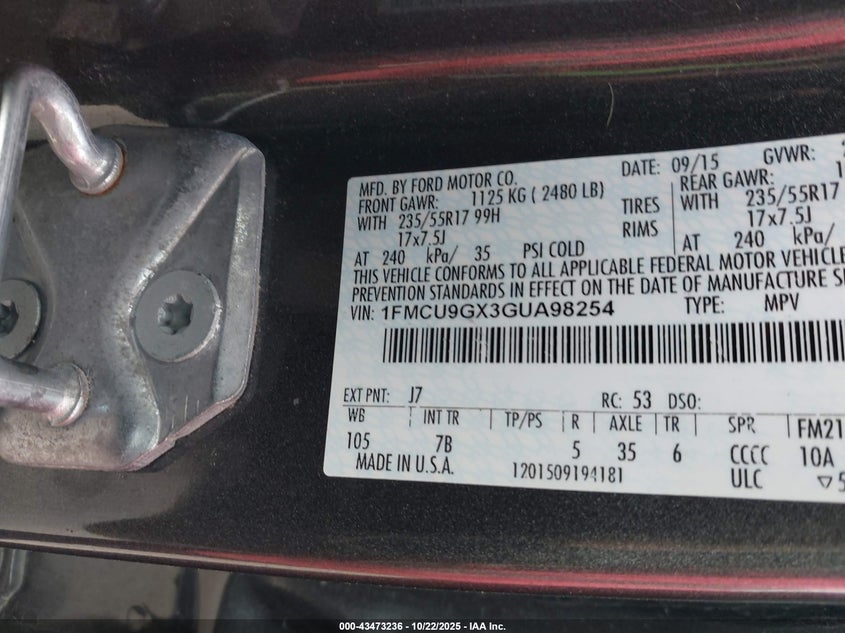 MFD. BY FORD MOTOR CO. DATE: 09/15 GVWR:
FRONT GAWR: 1125 KG ( 2480 LB) REAR GAWR:
WITH 235/55R17 99H TIRES WITH 235/55R17
17x7.5J RIMS 17x7.5J
AT 240 kPa/ 35 PSI COLD AT 240 kPa/
THIS VEHICLE CONFORMS TO ALL APPLICABLE FEDERAL MOTOR VEHICLE
PREVENTION STANDARDS IN EFFECT ON THE DATE OF MANUFACTURE
VIN: 1FMCU9GX3GUA98254 TYPE: MPV
EXT PNT: J7 RC: 53 DSO:
WB INT TR TP/PS R AXLE TR SPR FM21
105 7B 5 35 6 CCCC 10A
MADE IN U.S.A. 1201509194181 ULC ▽5
000-43473236 • 10/22/2025 - IAA Inc.